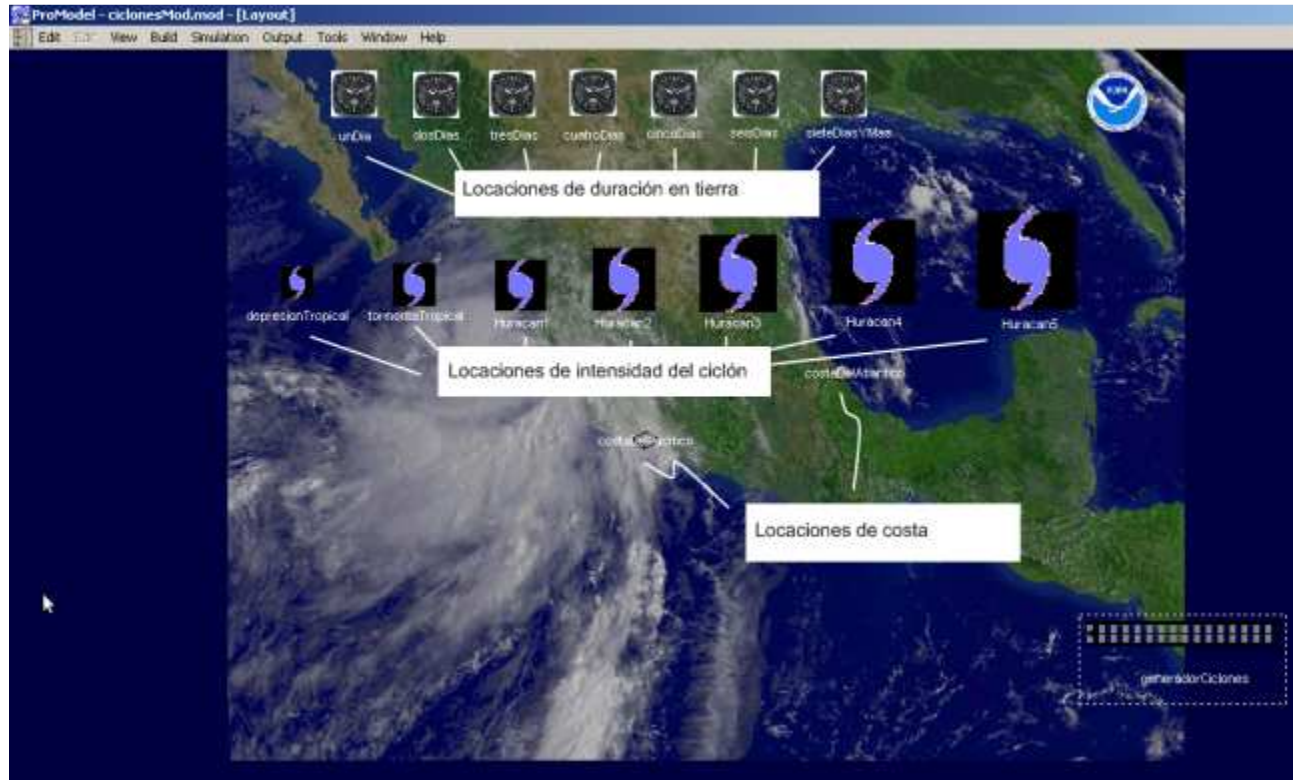 ProModel - ciclonesMod.mod - [Layout]
Edit View Build Simulation Output Tools Window Help
unDia dosDias tresDias cuatroDias cincoDias seisDias sieteDiasYMas
Locaciones de duración en tierra
depresionTropical tormentaTropical Huracan1 Huracan2 Huracan3 Huracan4 Huracan5
Locaciones de intensidad del ciclón
costaDelAtlantico
costaDelPacifico
Locaciones de costa
generadorCiclones